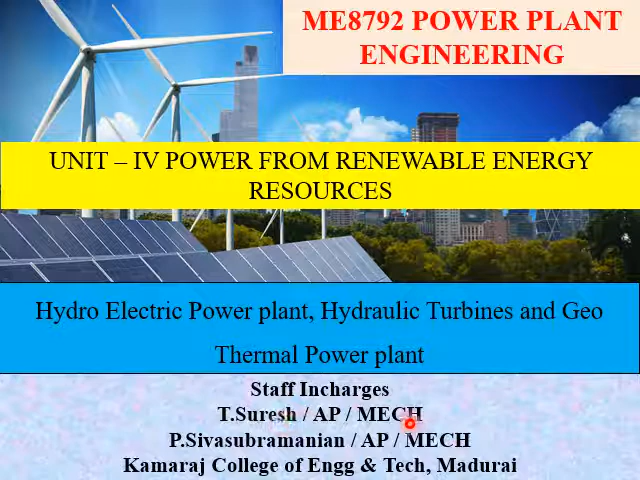 ME8792 POWER PLANT
ENGINEERING
UNIT – IV POWER FROM RENEWABLE ENERGY
RESOURCES
Hydro Electric Power plant, Hydraulic Turbines and Geo
Thermal Power plant
Staff Incharges
T.Suresh / AP / MECH
P.Sivasubramanian / AP / MECH
Kamaraj College of Engg & Tech, Madurai